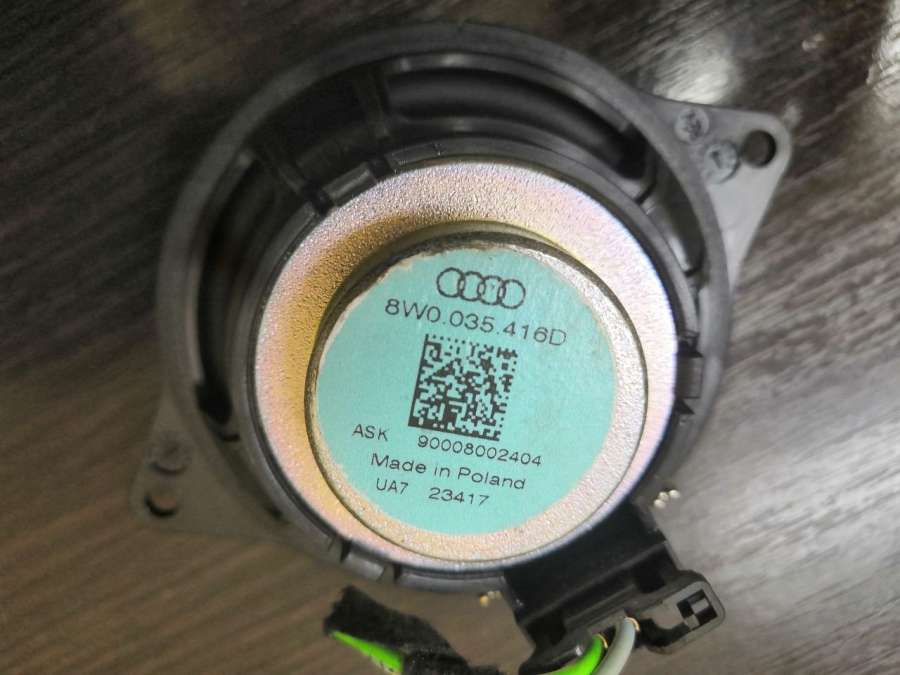 8W0.035.416D
ASK 90008002404
Made in Poland
UA7 23417